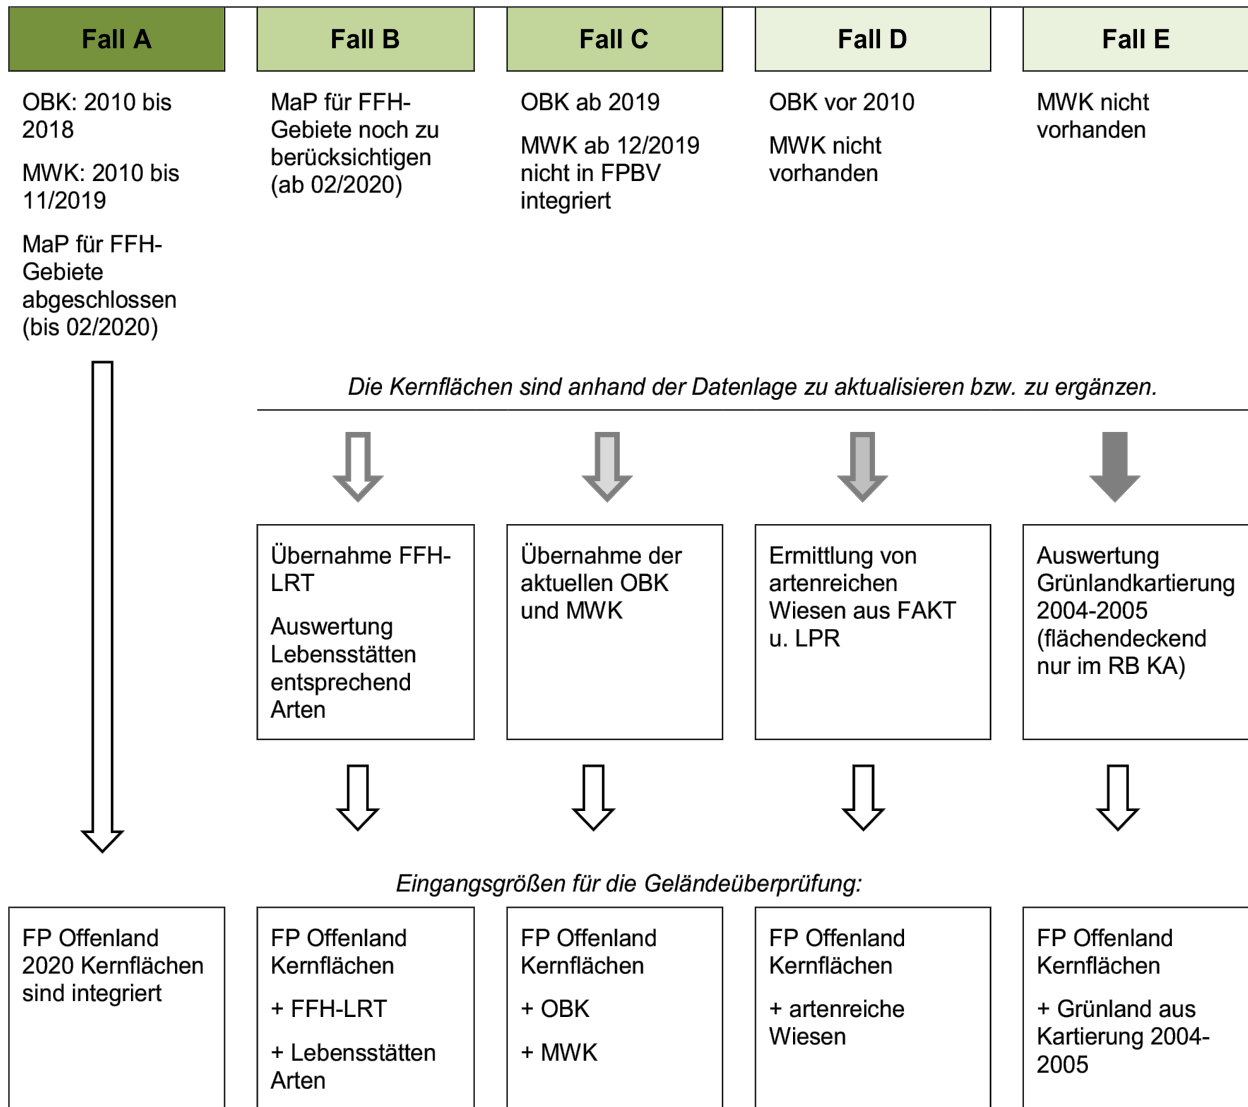 Fall A
Fall B
Fall C
Fall D
Fall E
OBK: 2010 bis
2018
MWK: 2010 bis
11/2019
MaP für FFH-
Gebiete
abgeschlossen
(bis 02/2020)
MaP für FFH-
Gebiete noch zu
berücksichtigen
(ab 02/2020)
OBK ab 2019
MWK ab 12/2019
nicht in FPBV
integriert
OBK vor 2010
MWK nicht
vorhanden
MWK nicht
vorhanden
Die Kernflächen sind anhand der Datenlage zu aktualisieren bzw. zu ergänzen.
Übernahme FFH-
LRT
Auswertung
Lebensstätten
entsprechend
Arten
Übernahme der
aktuellen OBK
und MWK
Ermittlung von
artenreichen
Wiesen aus FAKT
u. LPR
Auswertung
Grünlandkartierung
2004-2005
(flächendeckend
nur im RB KA)
Eingangsgrößen für die Geländeüberprüfung:
FP Offenland
2020 Kernflächen
sind integriert
FP Offenland
Kernflächen
+ FFH-LRT
+ Lebensstätten
Arten
FP Offenland
Kernflächen
+ OBK
+ MWK
FP Offenland
Kernflächen
+ artenreiche
Wiesen
FP Offenland
Kernflächen
+ Grünland aus
Kartierung 2004-
2005